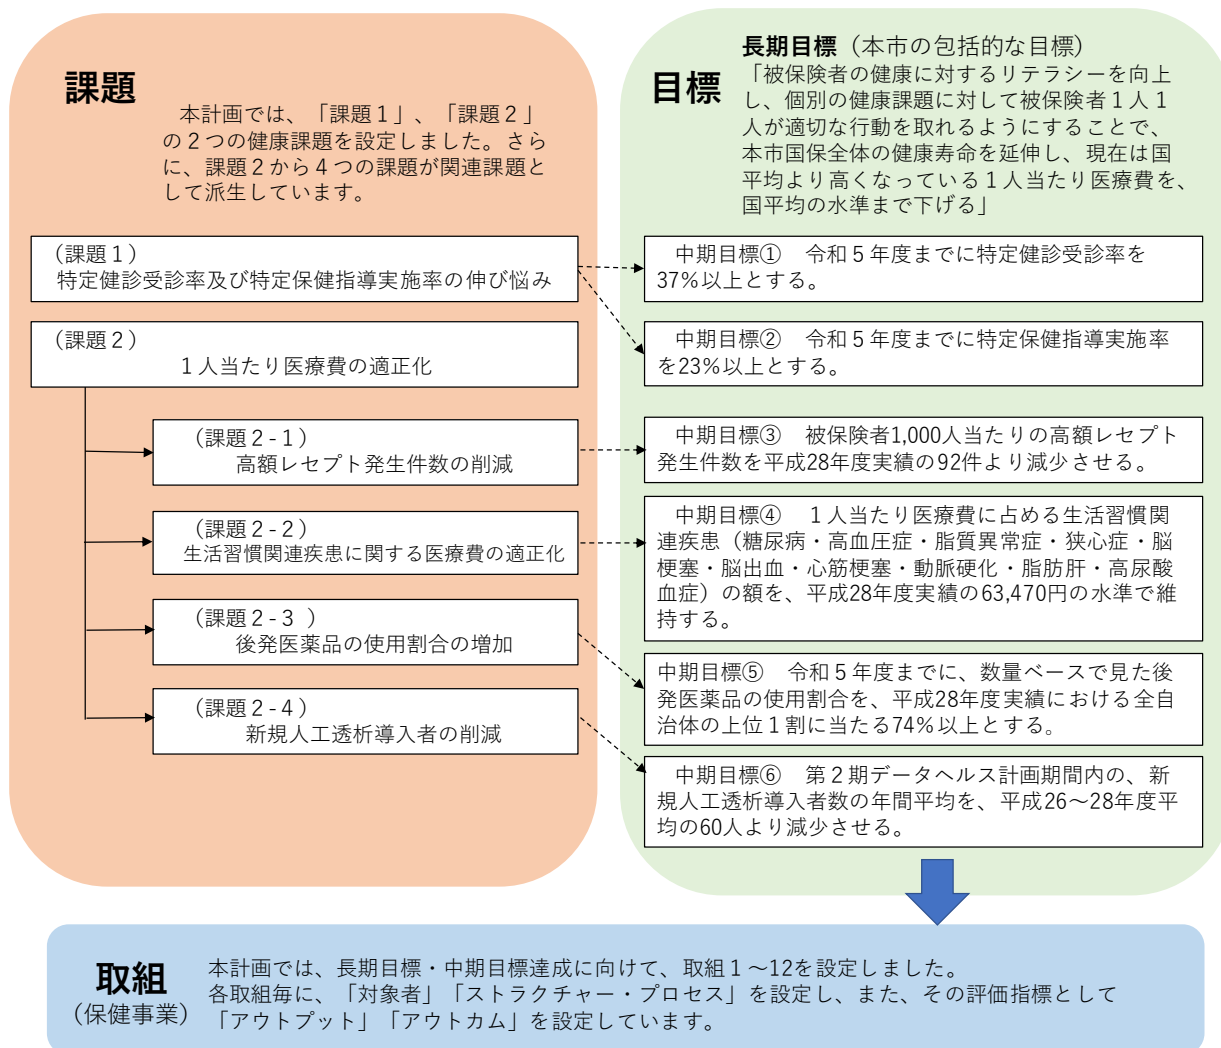 課題
本計画では、「課題１」、「課題２」
の２つの健康課題を設定しました。さら
に、課題２から４つの課題が関連課題と
して派生しています。
（課題１）
特定健診受診率及び特定保健指導実施率の伸び悩み
（課題２）
１人当たり医療費の適正化
（課題２-１）
高額レセプト発生件数の削減
（課題２-２）
生活習慣関連疾患に関する医療費の適正化
（課題２-３ ）
後発医薬品の使用割合の増加
（課題２-４）
新規人工透析導入者の削減
目標
長期目標（本市の包括的な目標）
「被保険者の健康に対するリテラシーを向上
し、個別の健康課題に対して被保険者１人１
人が適切な行動を取れるようにすることで、
本市国保全体の健康寿命を延伸し、現在は国
平均より高くなっている１人当たり医療費を、
国平均の水準まで下げる」
中期目標①　令和５年度までに特定健診受診率を
37%以上とする。
中期目標②　令和５年度までに特定保健指導実施率
を23%以上とする。
中期目標③　被保険者1,000人当たりの高額レセプト
発生件数を平成28年度実績の92件より減少させる。
中期目標④　１人当たり医療費に占める生活習慣関
連疾患（糖尿病・高血圧症・脂質異常症・狭心症・脳
梗塞・脳出血・心筋梗塞・動脈硬化・脂肪肝・高尿酸
血症）の額を、平成28年度実績の63,470円の水準で維
持する。
中期目標⑤　令和５年度までに、数量ベースで見た後
発医薬品の使用割合を、平成28年度実績における全自
治体の上位１割に当たる74%以上とする。
中期目標⑥　第２期データヘルス計画期間内の、新
規人工透析導入者数の年間平均を、平成26～28年度平
均の60人より減少させる。
取組
（保健事業）
本計画では、長期目標・中期目標達成に向けて、取組１～12を設定しました。
各取組毎に、「対象者」「ストラクチャー・プロセス」を設定し、また、その評価指標として
「アウトプット」「アウトカム」を設定しています。